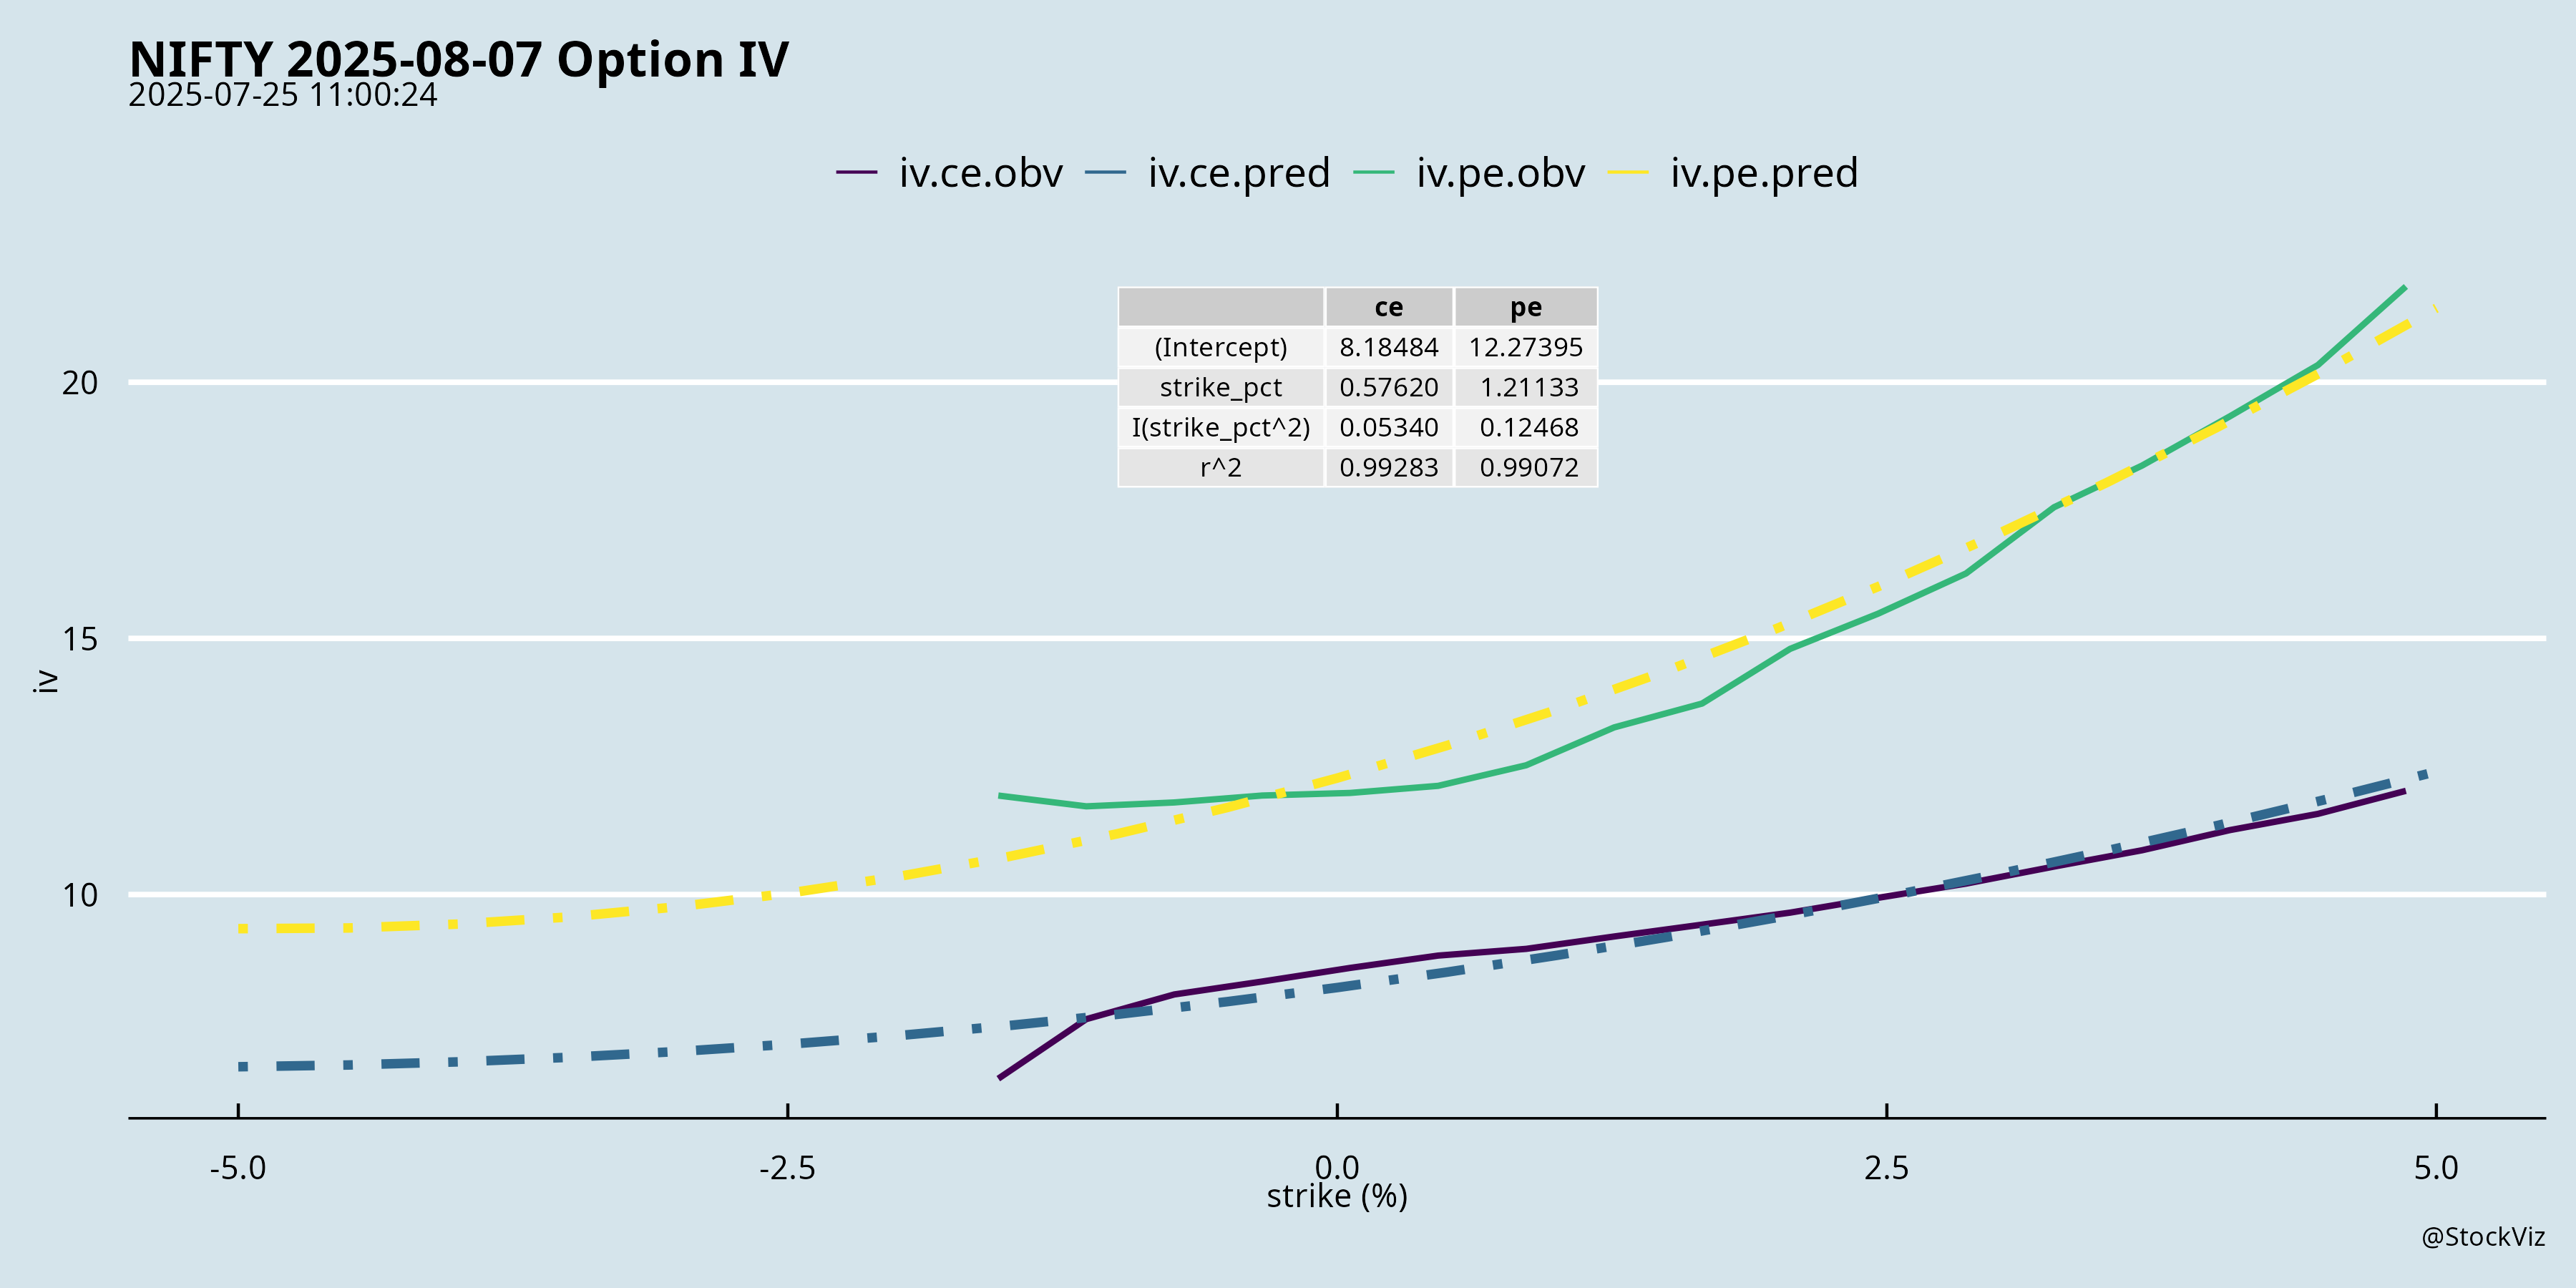 NIFTY 2025-08-07 Option IV
2025-07-25 11:00:24
iv.ce.obv iv.ce.pred iv.pe.obv iv.pe.pred
ce pe
(Intercept) 8.18484 12.27395
strike_pct 0.57620 1.21133
I(strike_pct^2) 0.05340 0.12468
r^2 0.99283 0.99072
20
15
10
iv
-5.0 -2.5 0.0 2.5 5.0
strike (%)
@StockViz